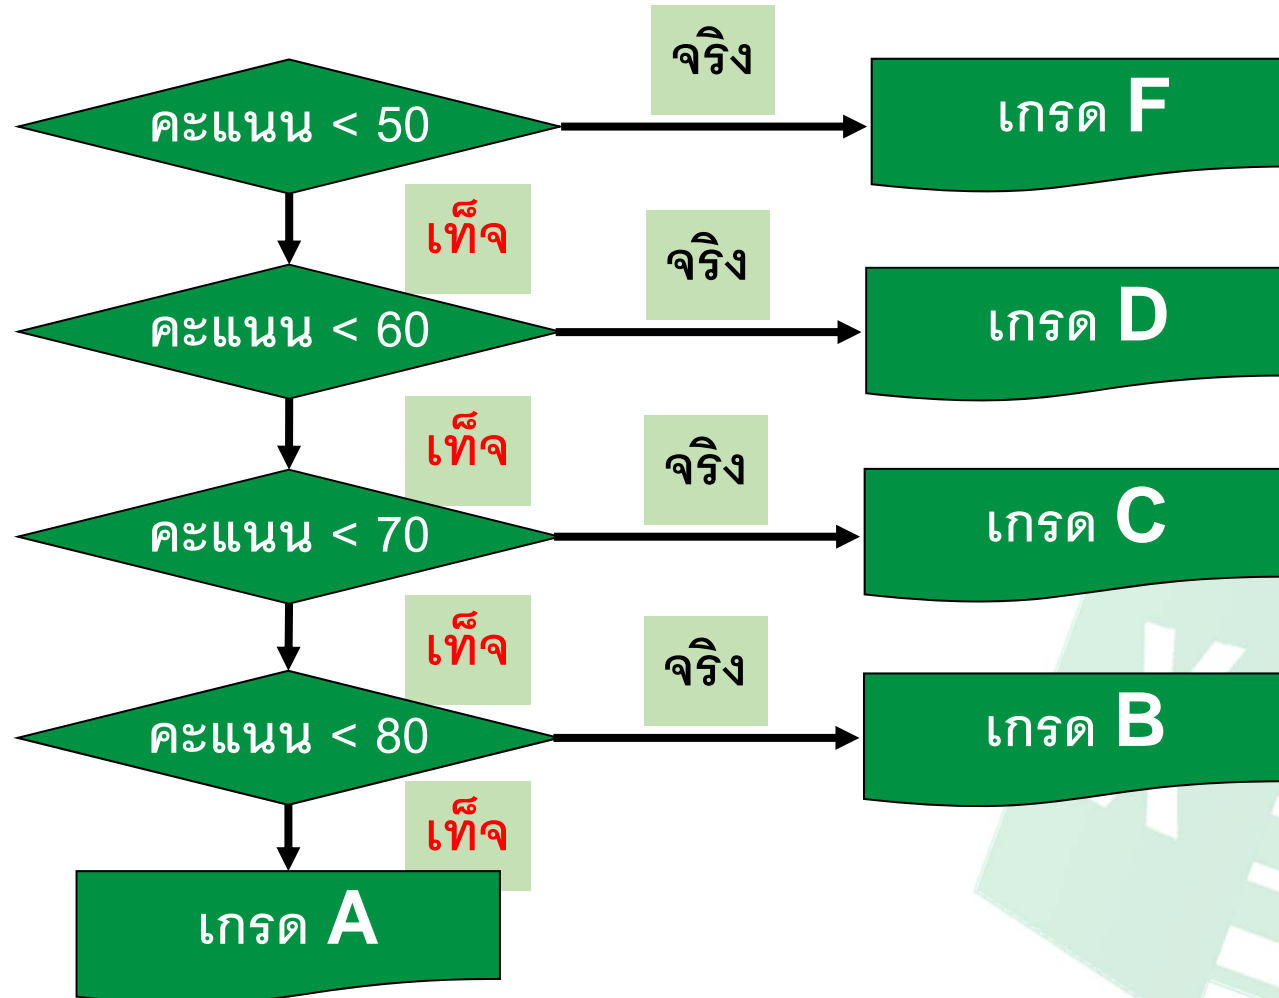 จริง
คะแนน < 50
เกรด F
เท็จ
จริง
คะแนน < 60
เกรด D
เท็จ
จริง
คะแนน < 70
เกรด C
เท็จ
จริง
คะแนน < 80
เกรด B
เท็จ
เกรด A